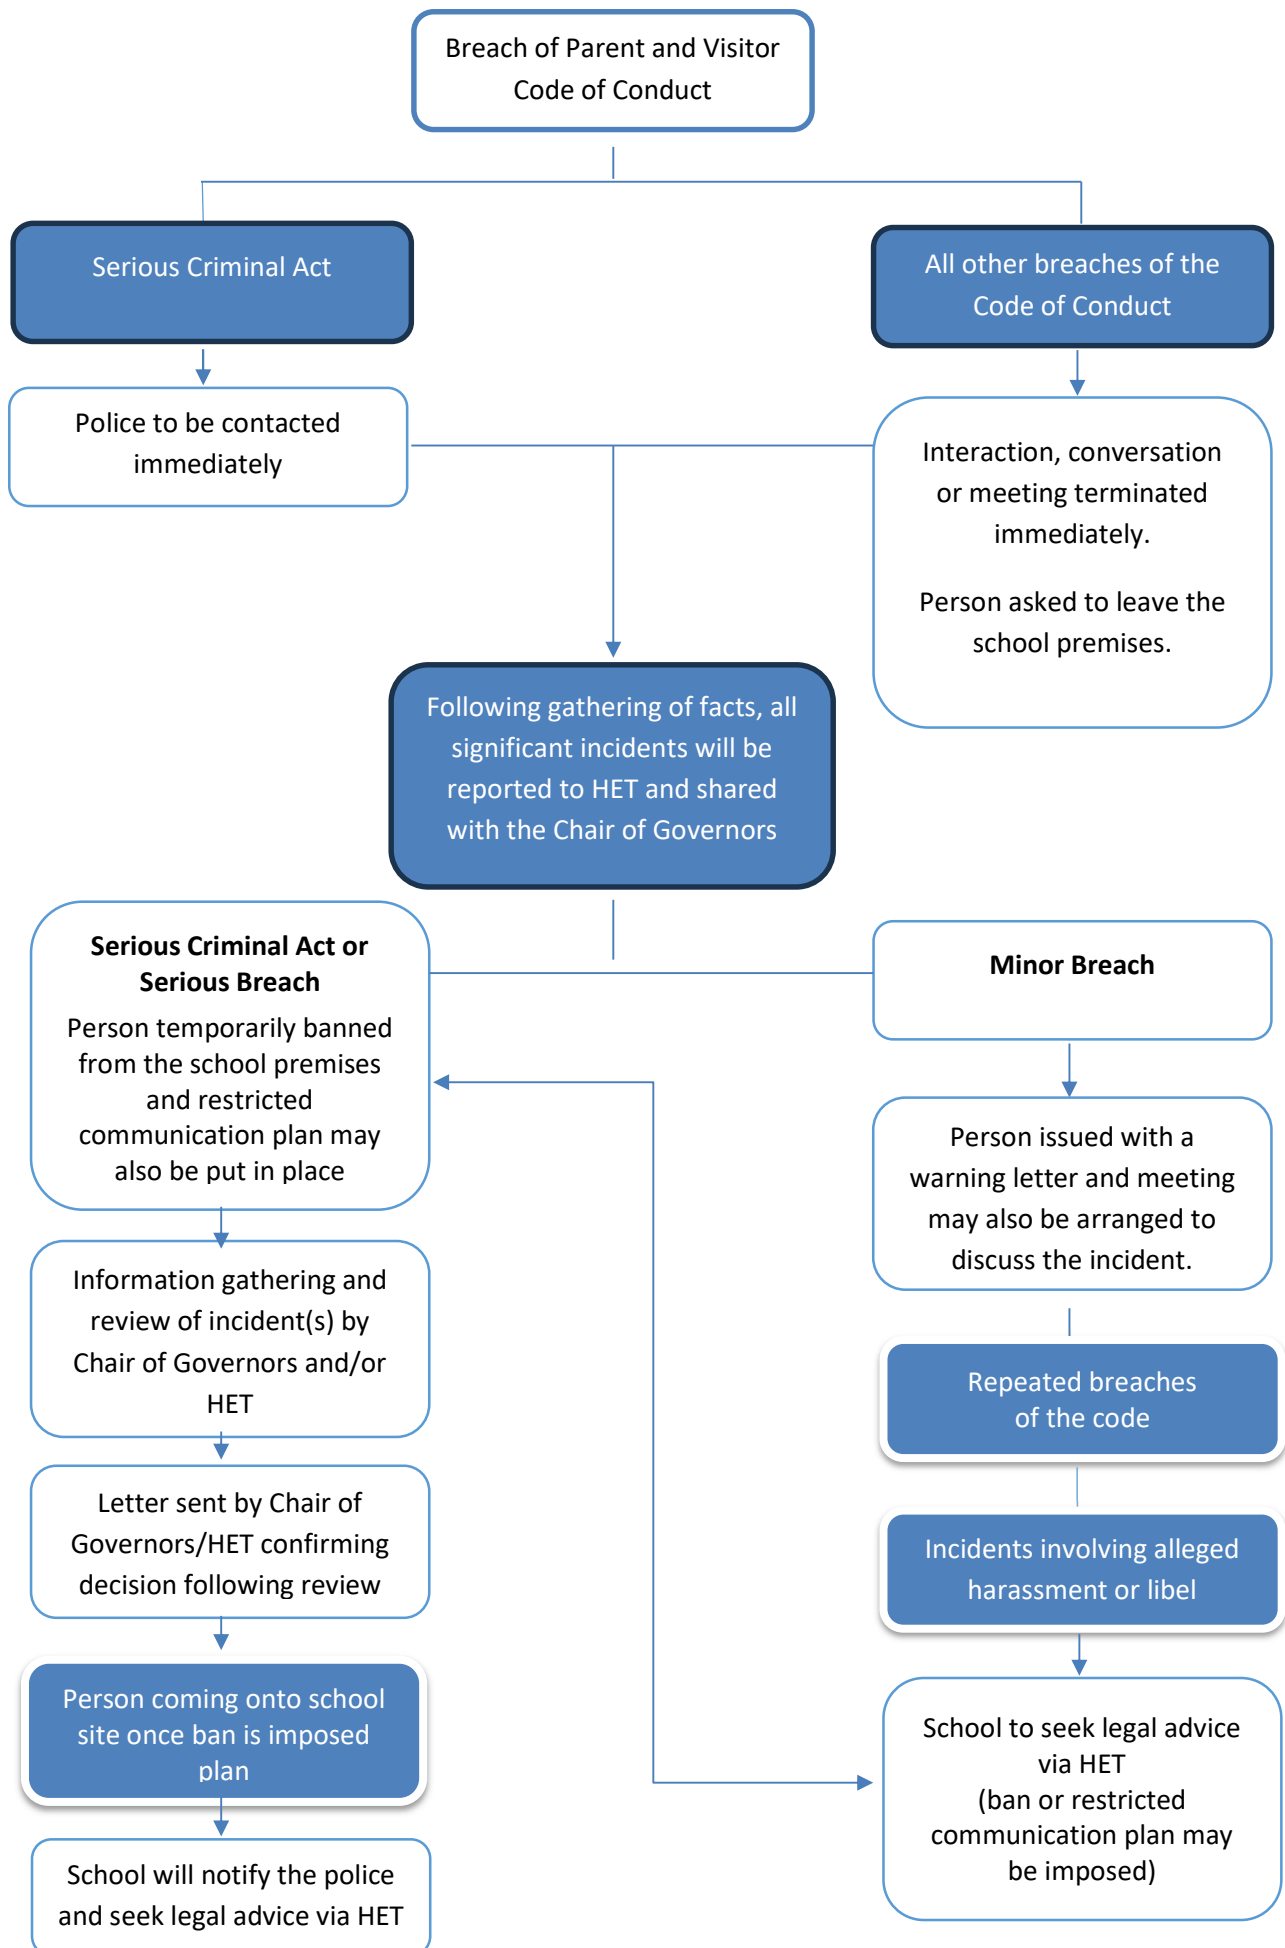 Breach of Parent and Visitor
Code of Conduct
Serious Criminal Act
All other breaches of the
Code of Conduct
Police to be contacted
immediately
Interaction, conversation
or meeting terminated
immediately.
Person asked to leave the
school premises.
Following gathering of facts, all
significant incidents will be
reported to HET and shared
with the Chair of Governors
Serious Criminal Act or
Serious Breach
Person temporarily banned
from the school premises
and restricted
communication plan may
also be put in place
Minor Breach
Person issued with a
warning letter and meeting
may also be arranged to
discuss the incident.
Information gathering and
review of incident(s) by
Chair of Governors and/or
HET
Repeated breaches
of the code
Letter sent by Chair of
Governors/HET confirming
decision following review
Incidents involving alleged
harassment or libel
Person coming onto school
site once ban is imposed
plan
School to seek legal advice
via HET
(ban or restricted
communication plan may
be imposed)
School will notify the police
and seek legal advice via HET